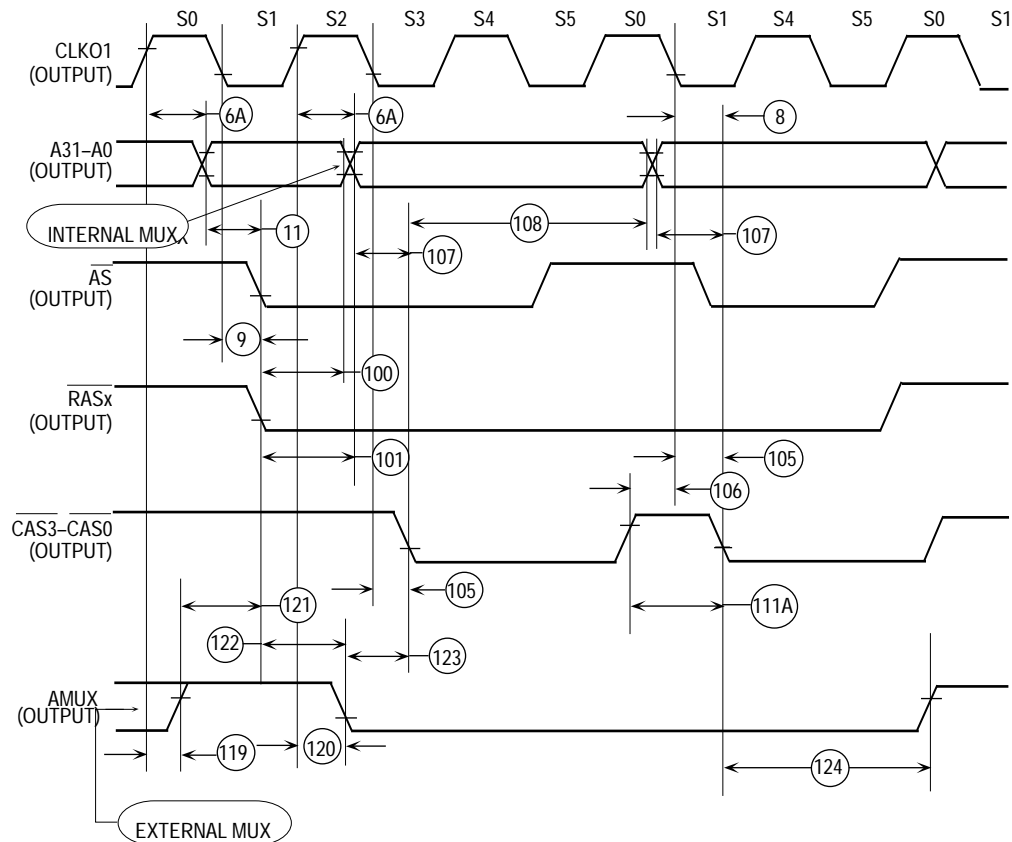 S0 S1 S2 S3 S4 S5 S0 S1 S4 S5 S0 S1
CLKO1
(OUTPUT)
6A 6A 8
A31–A0
(OUTPUT)
INTERNAL MUX
11 108
107 107
AS
(OUTPUT)
9
100
RASx
(OUTPUT)
101 105
106
CAS3–CAS0
(OUTPUT)
105
121 111A
122 123
AMUX
(OUTPUT)
119 120 124
EXTERNAL MUX